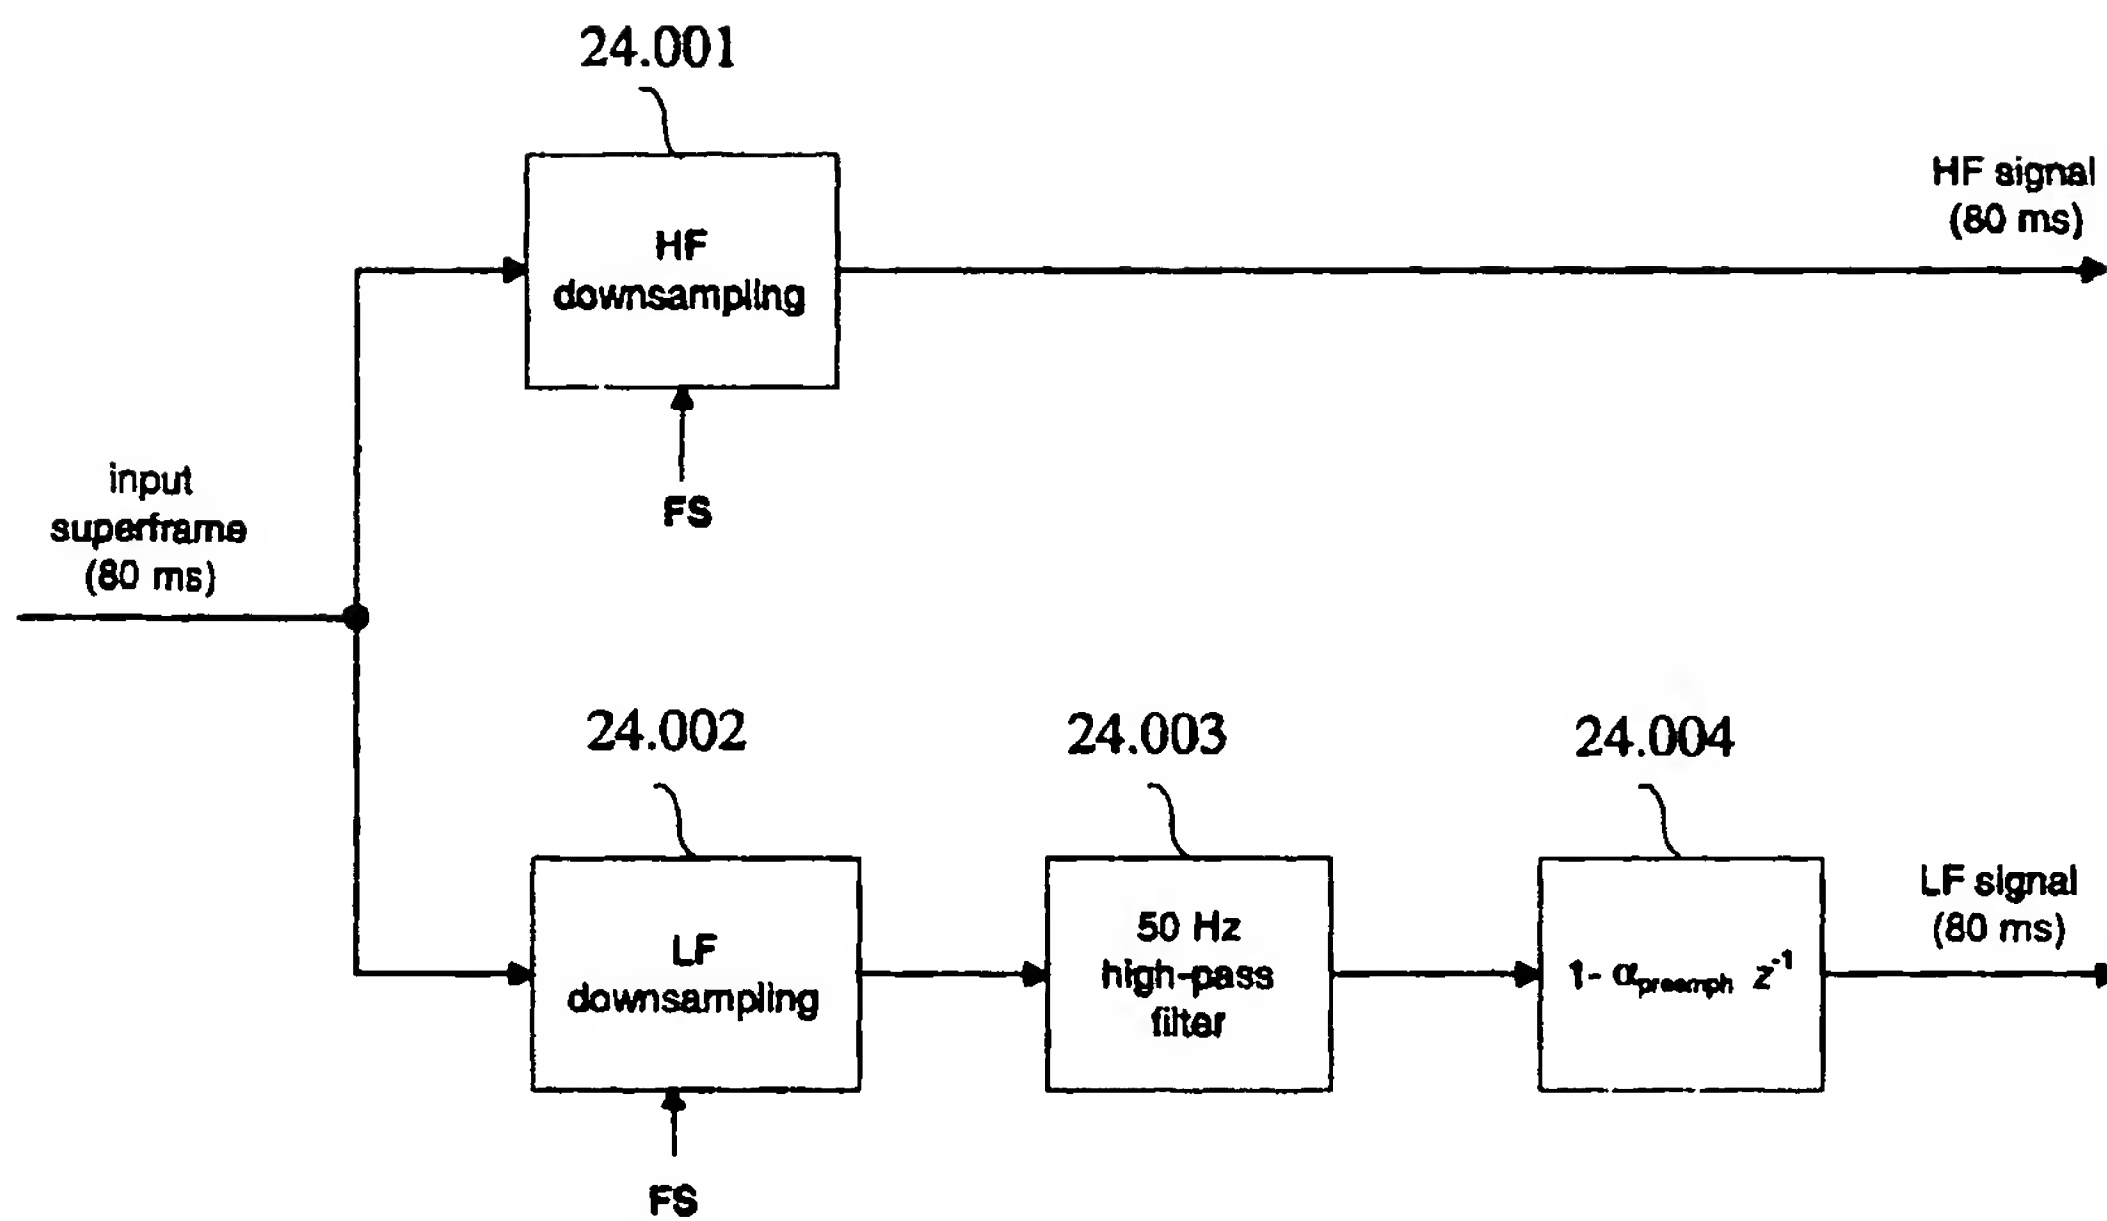 24.001
HF
downsampling
HF signal
(80 ms)
FS
input
superframe
(80 ms)
24.002
24.003
24.004
LF
downsampling
50 Hz
high-pass
filter
1- αpreemph z-1
LF signal
(80 ms)
FS